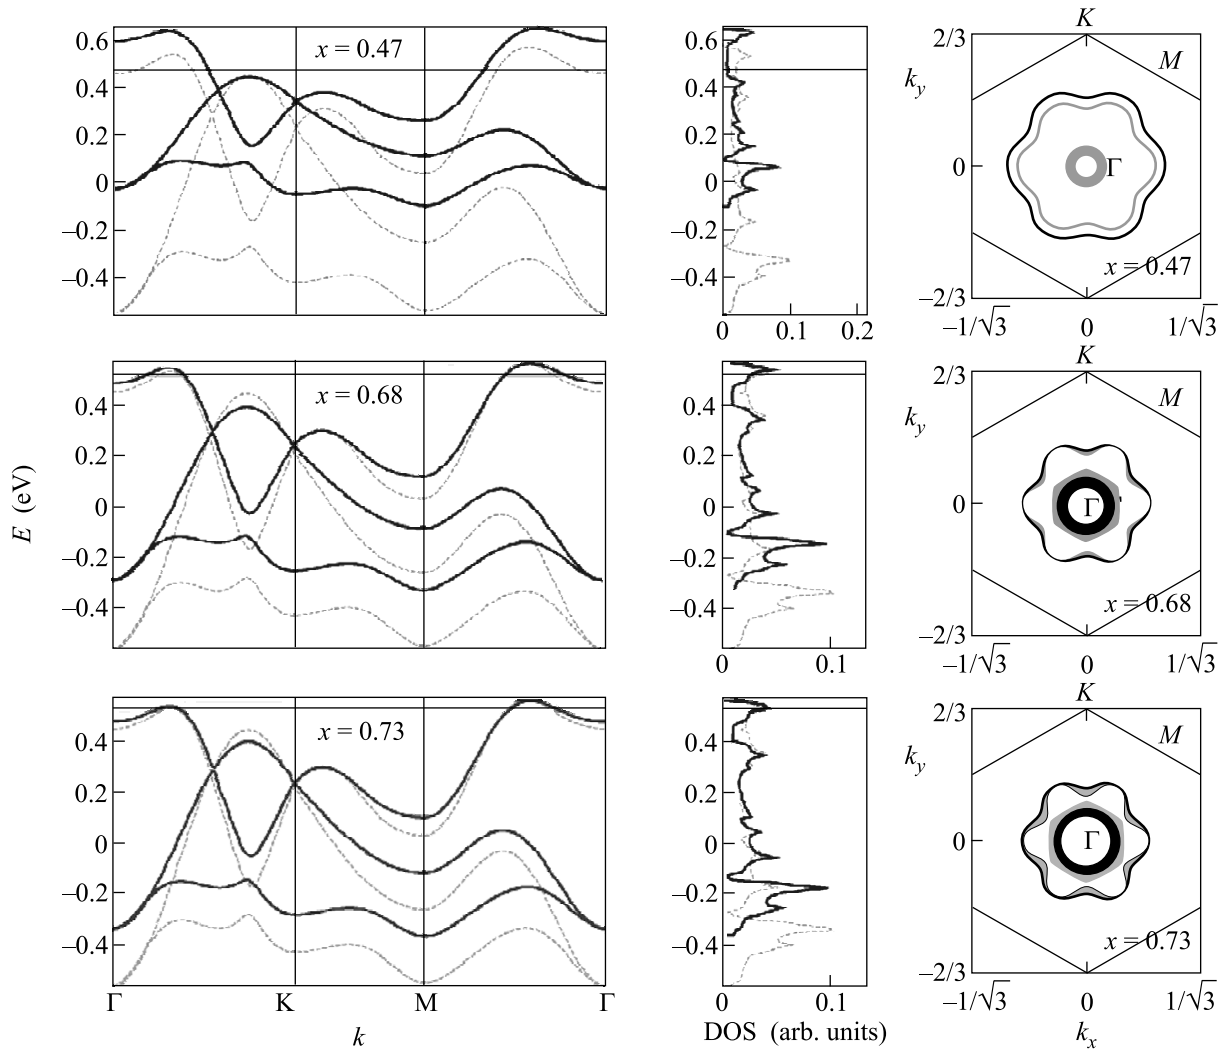 0.6
0.4
0.2
0
–0.2
–0.4
x = 0.47
0 0.1 0.2
K
2/3
M
k_y
0
Γ
x = 0.47
–2/3
–1/√3 0 1/√3
E (eV)
0.4
0.2
0
–0.2
–0.4
x = 0.68
0.4
0.2
0
–0.2
–0.4
0 0.1
K
2/3
M
k_y
0
Γ
x = 0.68
–2/3
–1/√3 0 1/√3
0.4
0.2
0
–0.2
–0.4
x = 0.73
Γ K M Γ
k
0.4
0.2
0
–0.2
–0.4
0 0.1
DOS (arb. units)
K
2/3
M
k_y
0
Γ
x = 0.73
–2/3
–1/√3 0 1/√3
k_x
0.6
0.4
0.2
0
–0.2
–0.4